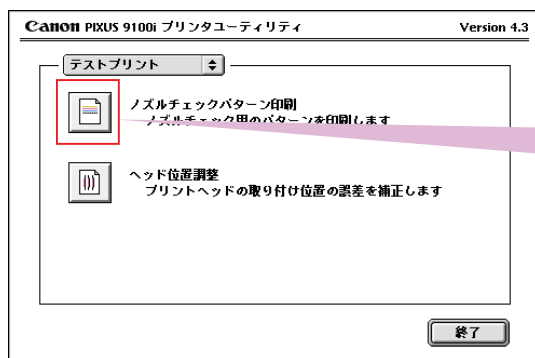 Canon PIXUS 9100i プリンタユーティリティ Version 4.3
テストプリント
ノズルチェックパターン印刷
ノズルチェック用のパターンを印刷します
ヘッド位置調整
プリントヘッドの取り付け位置の誤差を補正します
終了